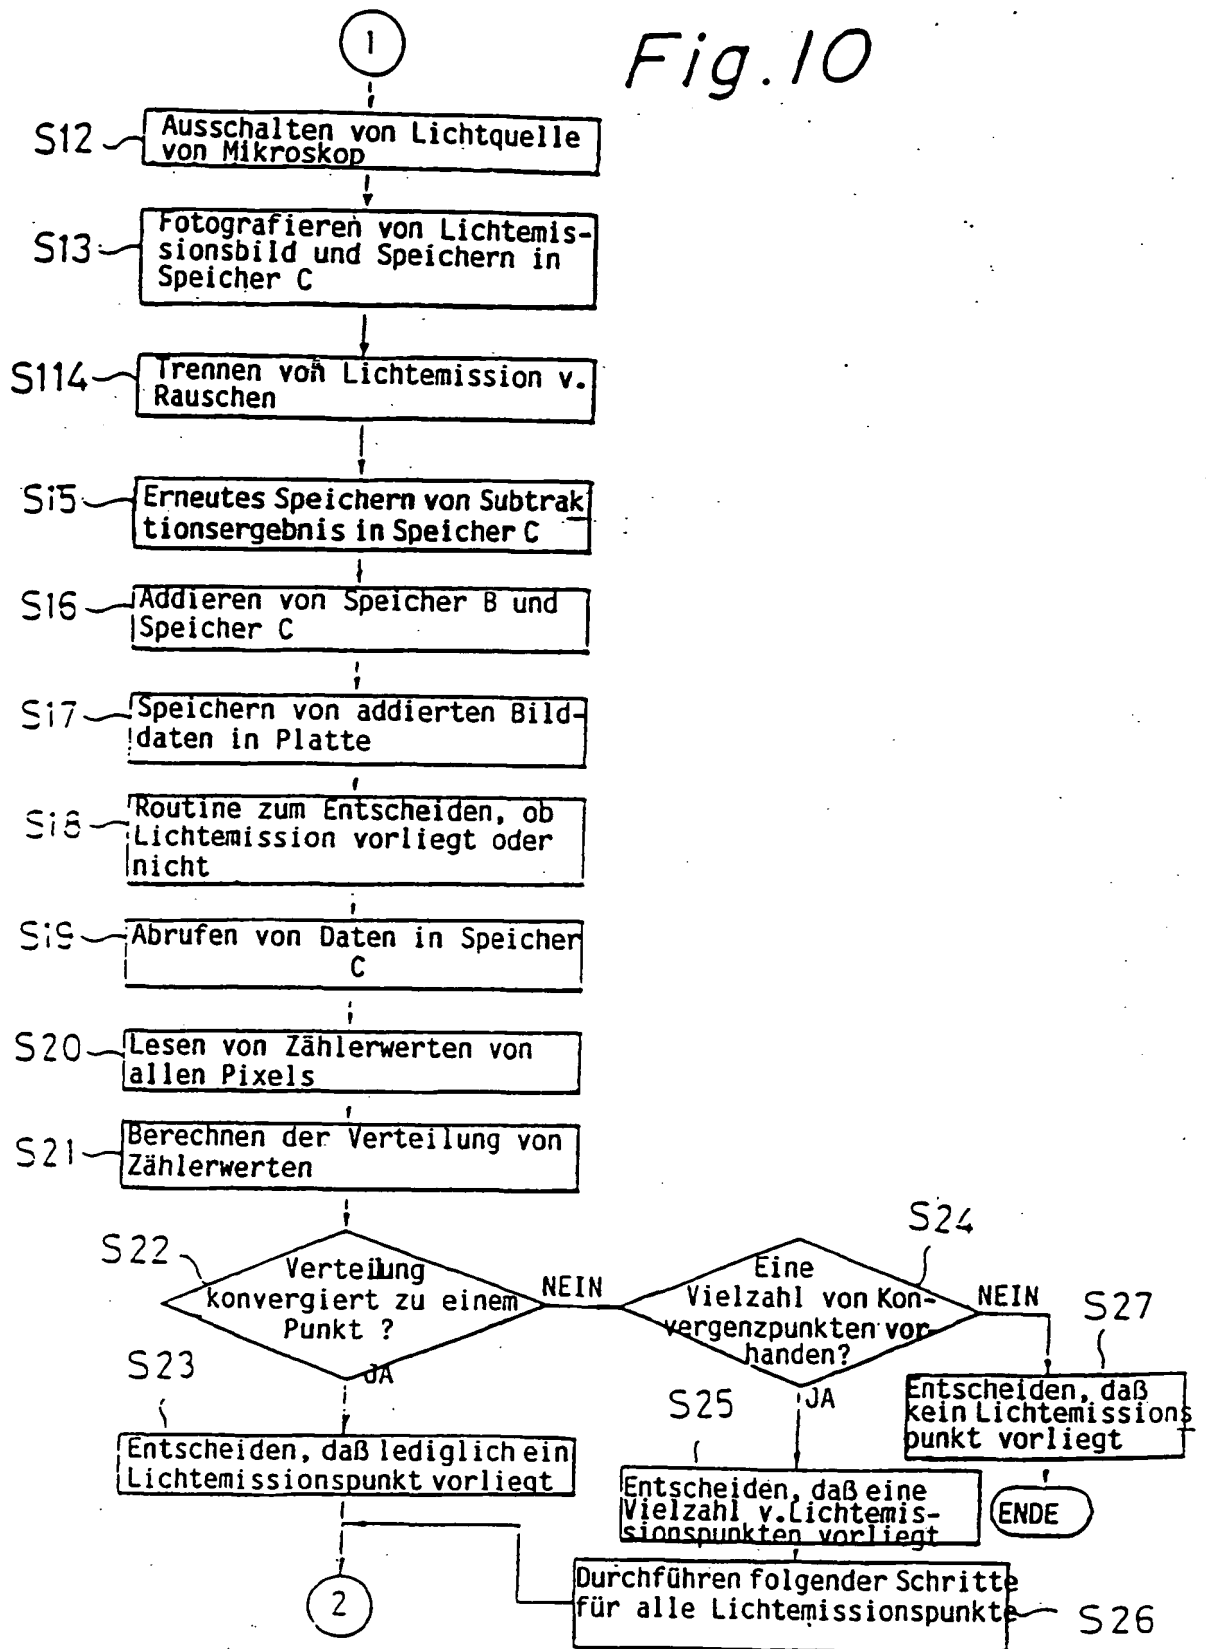 1
Fig. 10
S12
Ausschalten von Lichtquelle
von Mikroskop
S13
Fotografieren von Lichtemis-
sionsbild und Speichern in
Speicher C
S114
Trennen von Lichtemission v.
Rauschen
S15
Erneutes Speichern von Subtrak
tionsergebnis in Speicher C
S16
Addieren von Speicher B und
Speicher C
S17
Speichern von addierten Bild-
daten in Platte
S18
Routine zum Entscheiden, ob
Lichtemission vorliegt oder
nicht
S19
Abrufen von Daten in Speicher
C
S20
Lesen von Zählerwerten von
allen Pixels
S21
Berechnen der Verteilung von
Zählerwerten
S22
Verteilung
konvergiert zu einem
Punkt ?
NEIN
JA
S24
Eine
Vielzahl von Kon-
vergenzpunkten vor-
handen?
NEIN
JA
S27
Entscheiden, daß
kein Lichtemissions
punkt vorliegt
ENDE
S23
Entscheiden, daß lediglich ein
Lichtemissionspunkt vorliegt
S25
Entscheiden, daß eine
Vielzahl v.Lichtemis-
sionspunkten vorliegt
Durchführen folgender Schritte
für alle Lichtemissionspunkte
S26
2